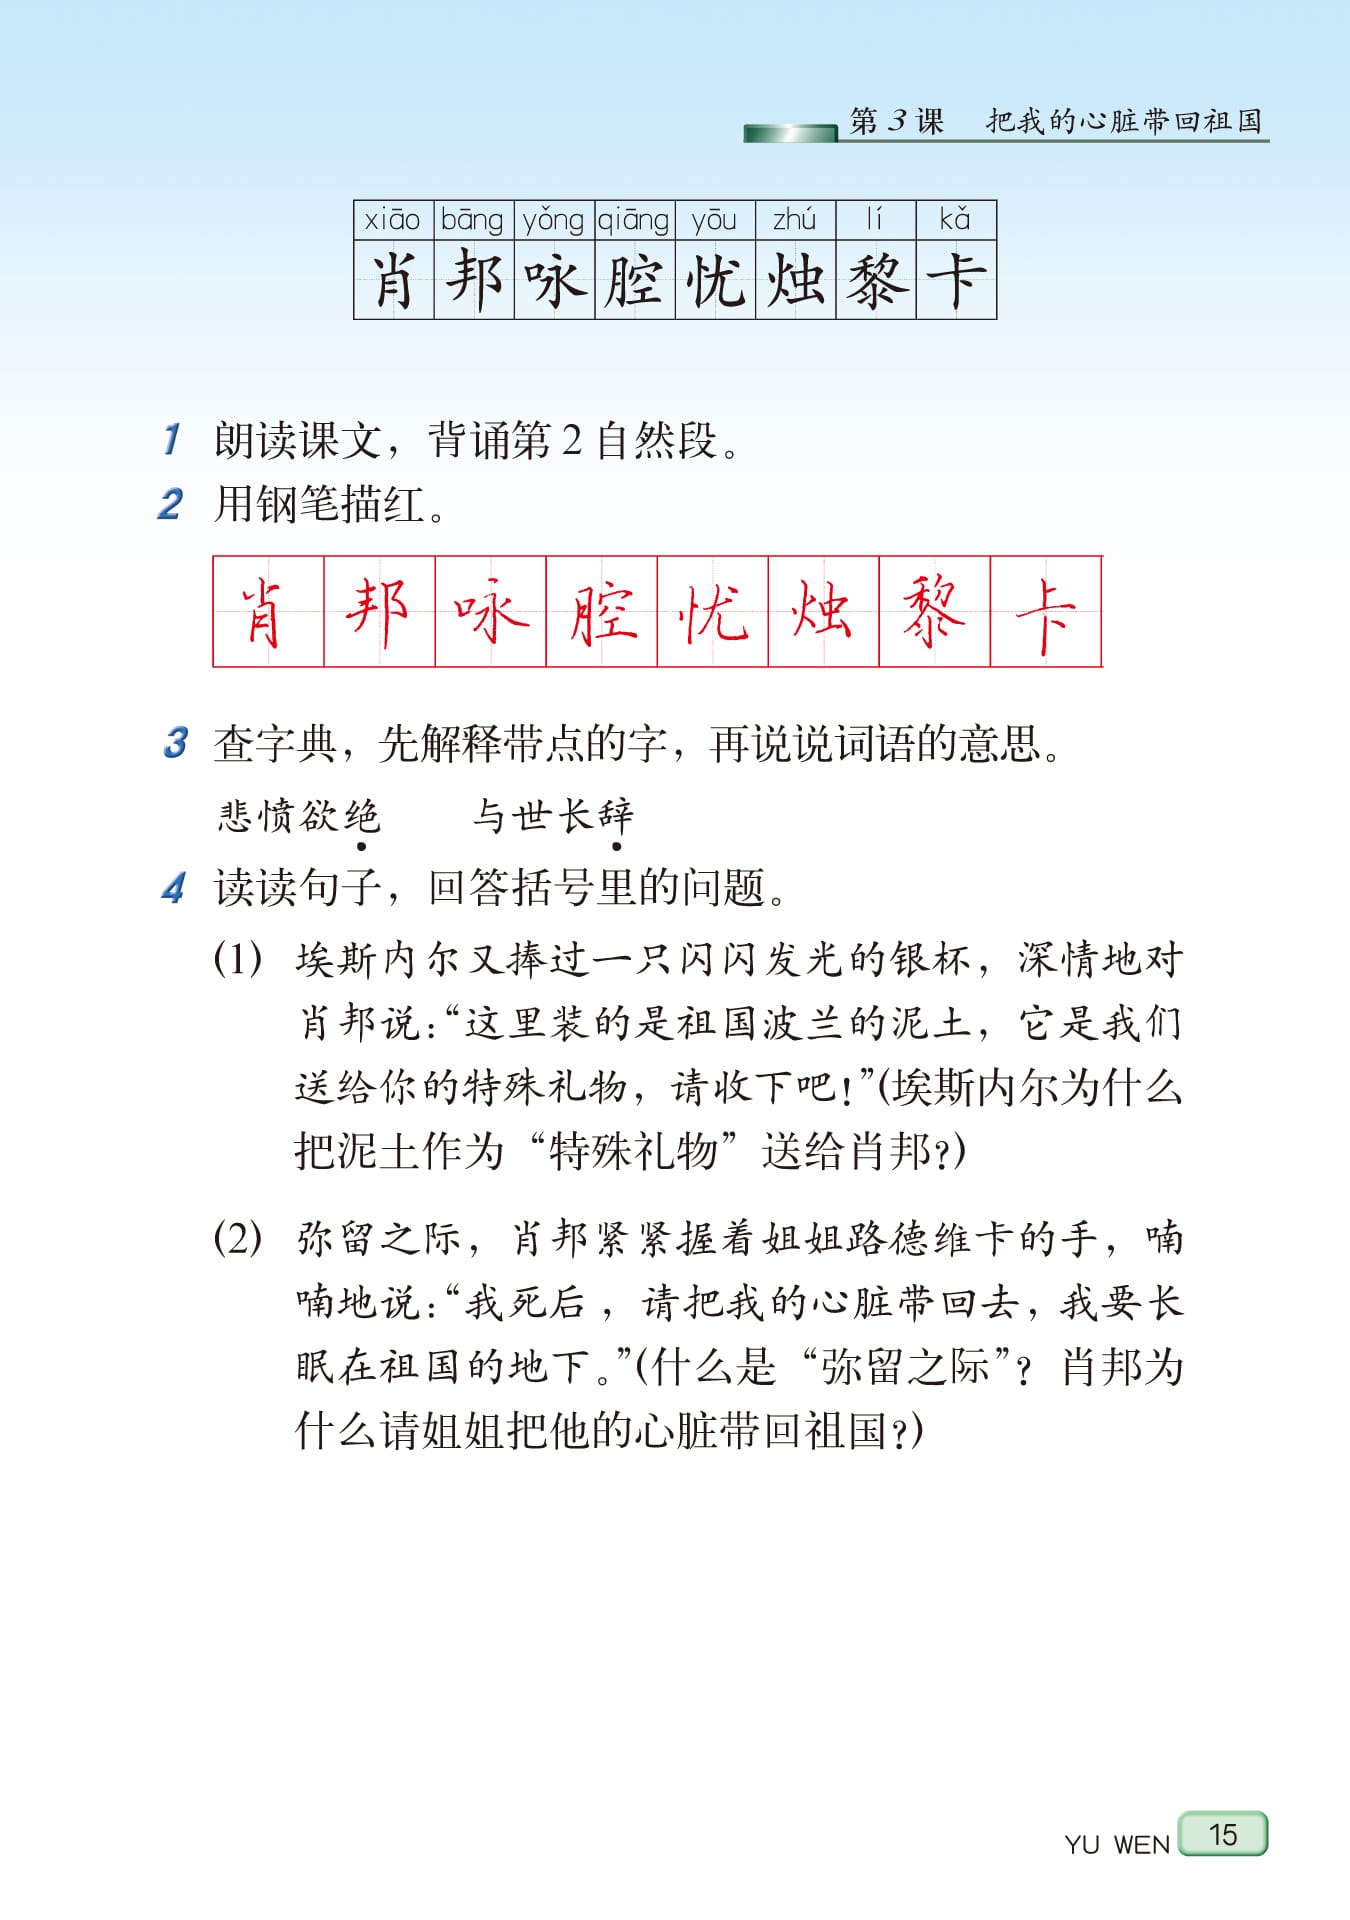 第3课 把我的心脏带回祖国
xiāo bāng yǒng qiāng yōu zhú lí kǎ
肖 邦 咏 腔 忧 烛 黎 卡
1 朗读课文，背诵第2自然段。
2 用钢笔描红。
肖 邦 咏 腔 忧 烛 黎 卡
3 查字典，先解释带点的字，再说说词语的意思。
悲愤欲绝 与世长辞
4 读读句子，回答括号里的问题。
(1) 埃斯内尔又捧过一只闪闪发光的银杯，深情地对
肖邦说：“这里装的是祖国波兰的泥土，它是我们
送给你的特殊礼物，请收下吧！”(埃斯内尔为什么
把泥土作为“特殊礼物”送给肖邦？)
(2) 弥留之际，肖邦紧紧握着姐姐路德维卡的手，喃
喃地说：“我死后，请把我的心脏带回去，我要长
眠在祖国的地下。”(什么是“弥留之际”？肖邦为
什么请姐姐把他的心脏带回祖国？)
YU WEN 15